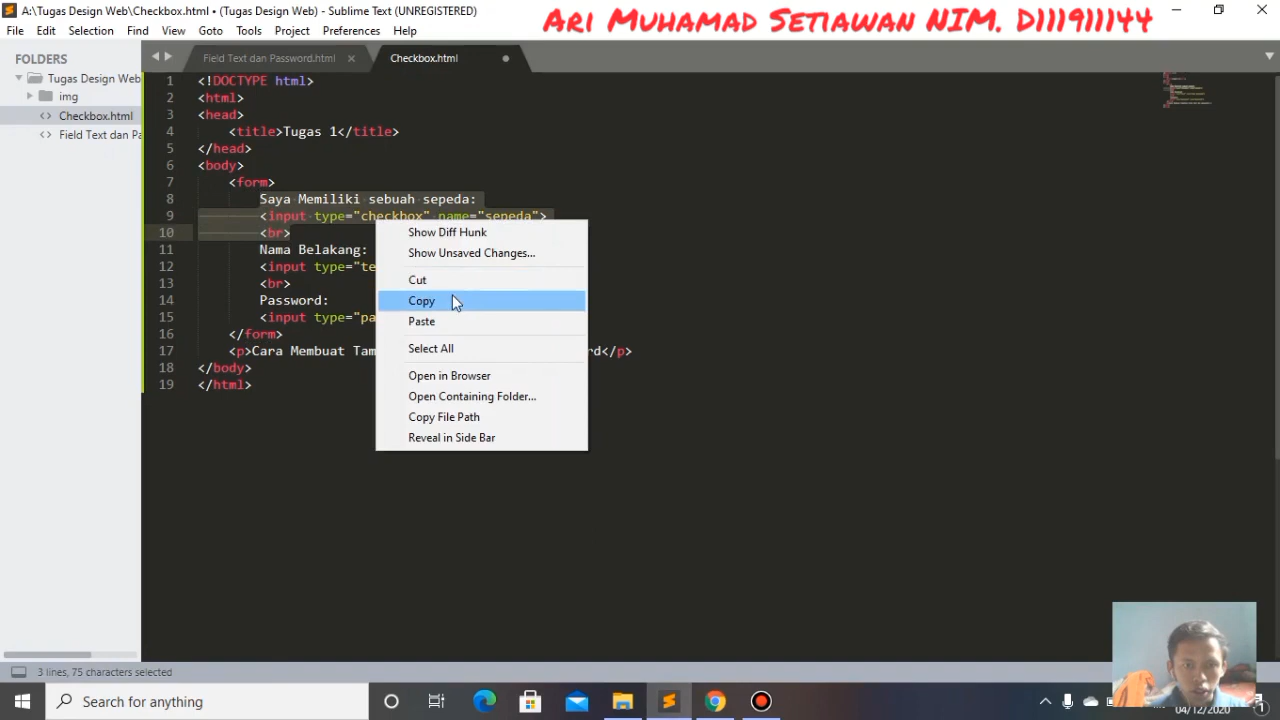 A:\Tugas Design Web\Checkbox.html • (Tugas Design Web) - Sublime Text (UNREGISTERED)
Ari Muhamad Setiawan NIM. D111911144
File Edit Selection Find View Goto Tools Project Preferences Help
FOLDERS
Tugas Design Web
img
Checkbox.html
Field Text dan Pa
Field Text dan Password.html
Checkbox.html
1 <!DOCTYPE html>
2 <html>
3 <head>
4 <title>Tugas 1</title>
5 </head>
6 <body>
7 <form>
8 Saya Memiliki sebuah sepeda:
9 <input type="checkbox" name="sepeda">
10 <br>
11 Nama Belakang:
12 <input type="te
13 <br>
14 Password:
15 <input type="pa
16 </form>
17 <p>Cara Membuat Tam rd</p>
18 </body>
19 </html>
Show Diff Hunk
Show Unsaved Changes...
Cut
Copy
Paste
Select All
Open in Browser
Open Containing Folder...
Copy File Path
Reveal in Side Bar
3 lines, 75 characters selected
Search for anything
04/12/2020
1